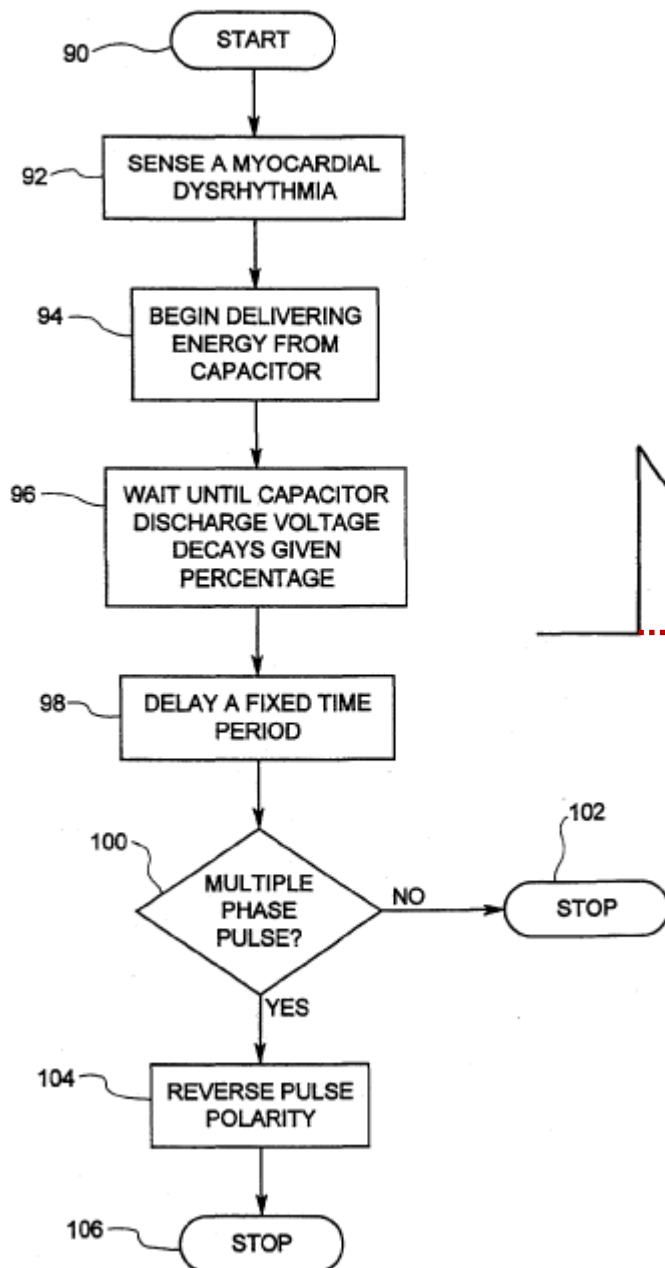 90
START
92
SENSE A MYOCARDIAL
DYSRHYTHMIA
94
BEGIN DELIVERING
ENERGY FROM
CAPACITOR
96
WAIT UNTIL CAPACITOR
DISCHARGE VOLTAGE
DECAYS GIVEN
PERCENTAGE
98
DELAY A FIXED TIME
PERIOD
100
MULTIPLE
PHASE
PULSE?
NO
102
STOP
YES
104
REVERSE PULSE
POLARITY
106
STOP